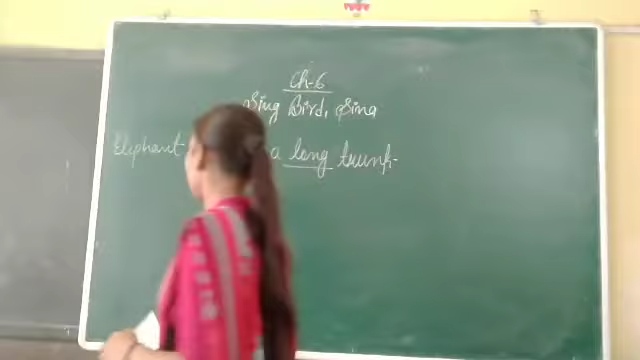 Ch-6
Sing Bird, Sing
Elephant- a long trunk-